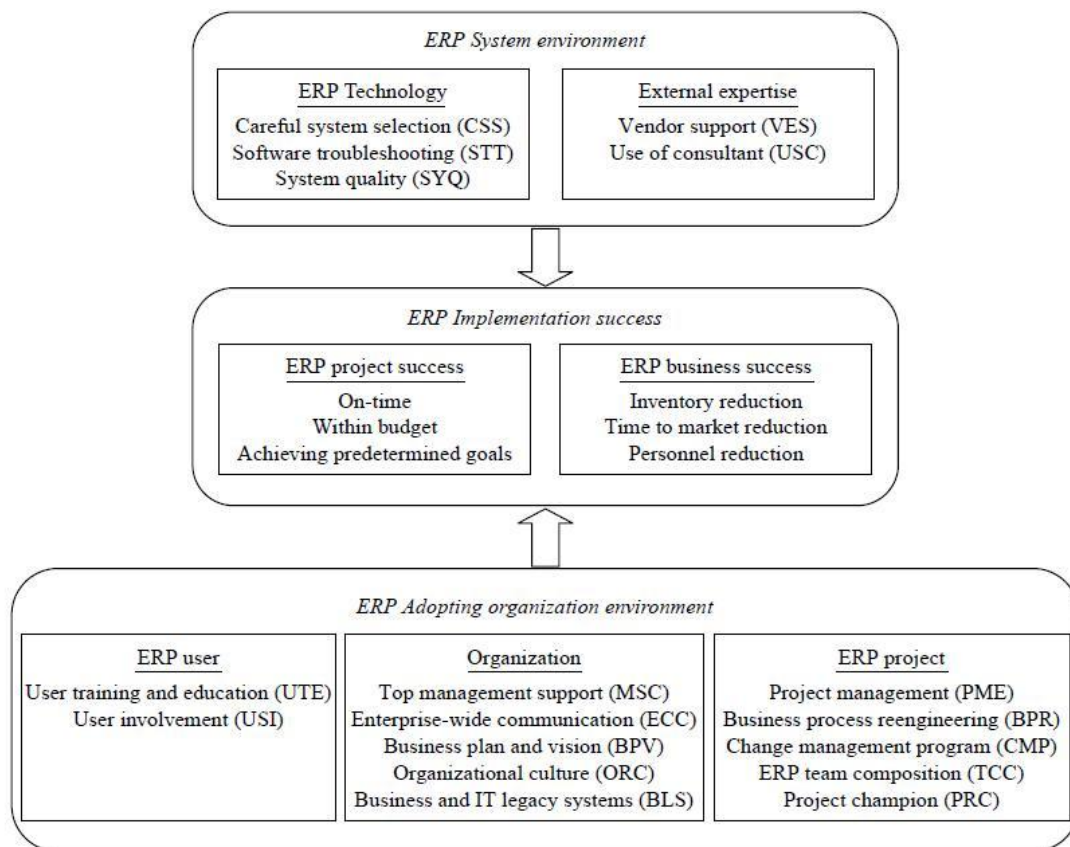 ERP System environment
ERP Technology
Careful system selection (CSS)
Software troubleshooting (STT)
System quality (SYQ)
External expertise
Vendor support (VES)
Use of consultant (USC)
ERP Implementation success
ERP project success
On-time
Within budget
Achieving predetermined goals
ERP business success
Inventory reduction
Time to market reduction
Personnel reduction
ERP Adopting organization environment
ERP user
User training and education (UTE)
User involvement (USI)
Organization
Top management support (MSC)
Enterprise-wide communication (ECC)
Business plan and vision (BPV)
Organizational culture (ORC)
Business and IT legacy systems (BLS)
ERP project
Project management (PME)
Business process reengineering (BPR)
Change management program (CMP)
ERP team composition (TCC)
Project champion (PRC)